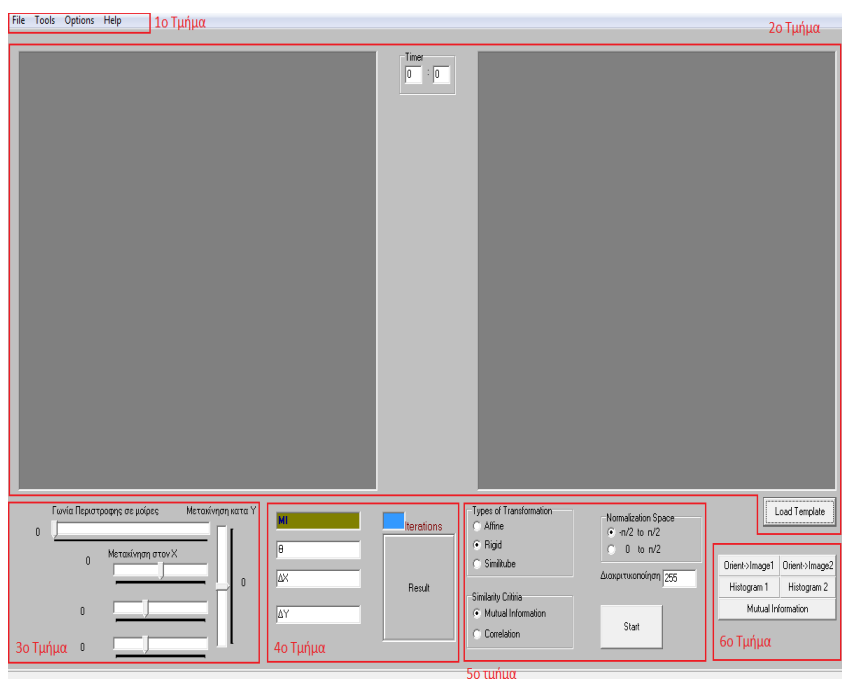 File Tools Options Help
1ο Τμήμα
2ο Τμήμα
Timer
0 : 0
Load Template
Γωνία Περιστροφης σε μοίρες
Μετακίνηση κατα Υ
0
Μετακίνηση στον Χ
0
0
0
0
3ο Τμήμα
MI
Iterations
θ
ΔΧ
ΔΥ
Result
4ο Τμήμα
Types of Transformation
Affine
Rigid
Similitube
Normalization Space
-n/2 to n/2
0 to n/2
Διακριτικοποίηση 255
Similarity Critiria
Mutual Information
Correlation
Start
5ο τμήμα
Orient->Image1 Orient->Image2
Histogram 1 Histogram 2
Mutual Information
6ο Τμήμα